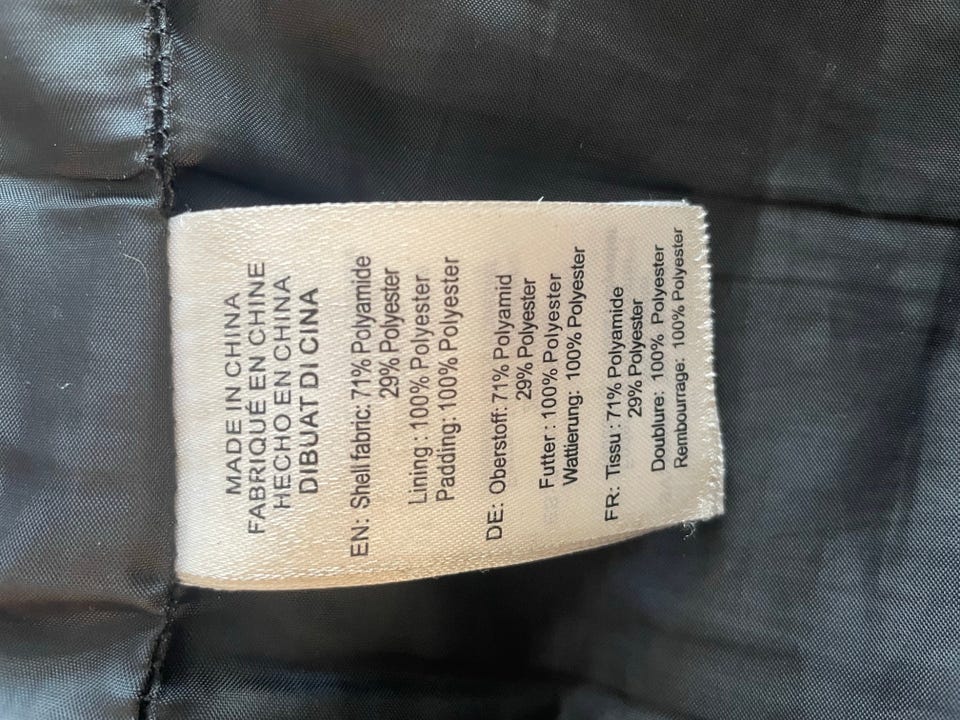 MADE IN CHINA
FABRIQUÉ EN CHINE
HECHO EN CHINA
DIBUAT DI CINA
EN: Shell fabric: 71% Polyamide
29% Polyester
Lining : 100% Polyester
Padding: 100% Polyester
DE: Oberstoff: 71% Polyamid
29% Polyester
Futter : 100% Polyester
Wattierung: 100% Polyester
FR: Tissu : 71% Polyamide
29% Polyester
Doublure: 100% Polyester
Rembourrage: 100% Polyester